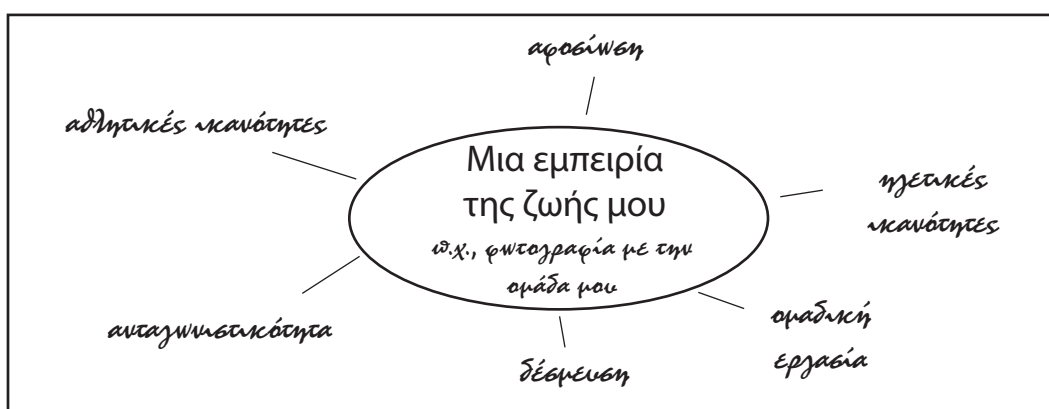 αφοσίωση
αθλητικές ικανότητες
Μια εμπειρία
της ζωής μου
π.χ., φωτογραφία με την
ομάδα μου
ηγετικές
ικανότητες
ανταγωνιστικότητα
ομαδική
εργασία
δέσμευση